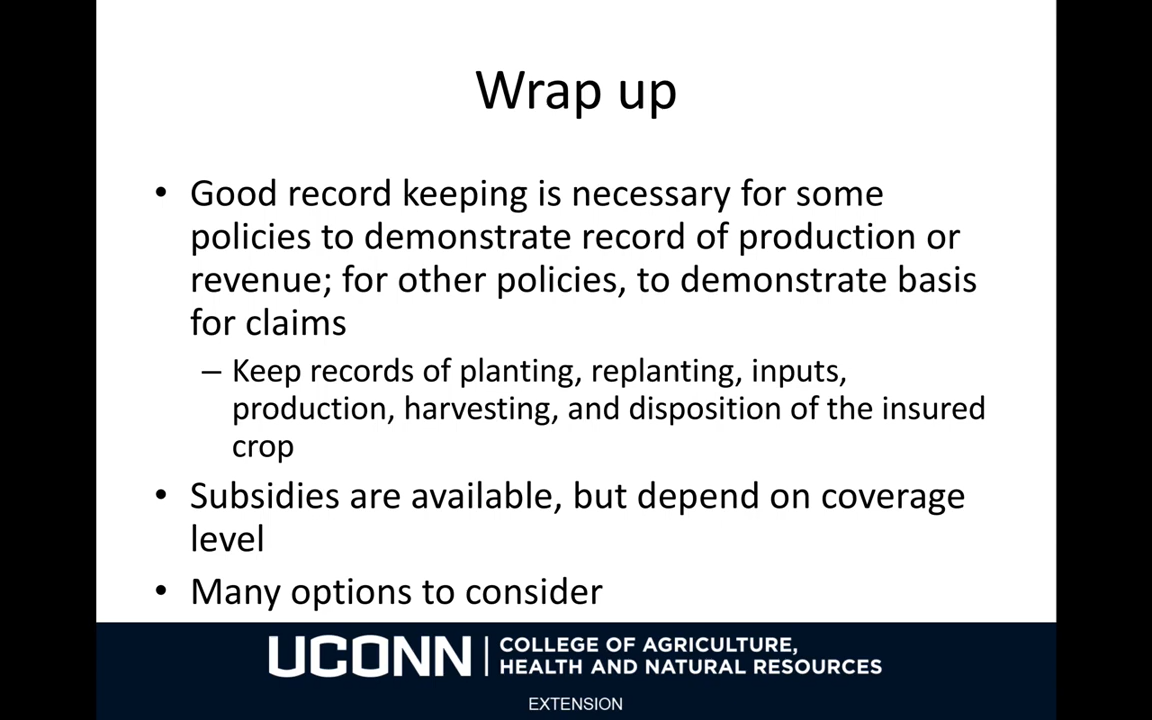 Wrap up
• Good record keeping is necessary for some
policies to demonstrate record of production or
revenue; for other policies, to demonstrate basis
for claims
– Keep records of planting, replanting, inputs,
production, harvesting, and disposition of the insured
crop
• Subsidies are available, but depend on coverage
level
• Many options to consider
UCONN
COLLEGE OF AGRICULTURE,
HEALTH AND NATURAL RESOURCES
EXTENSION